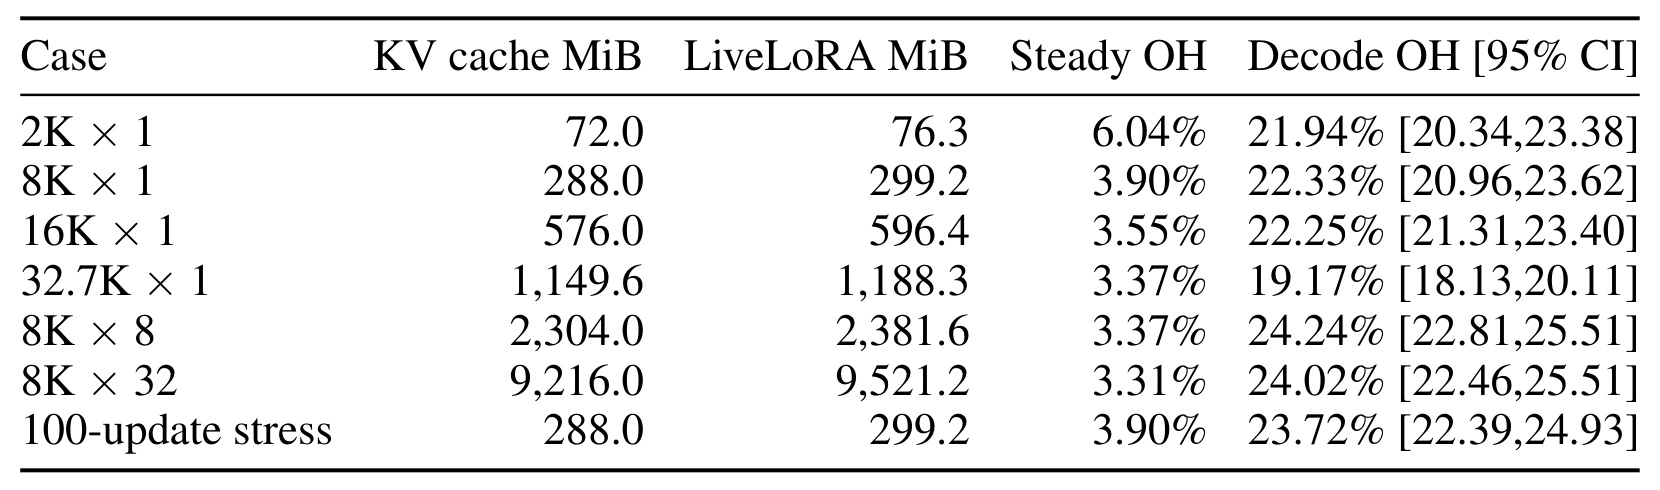 Case KV cache MiB LiveLoRA MiB Steady OH Decode OH [95% CI]
2K × 1 72.0 76.3 6.04% 21.94% [20.34,23.38]
8K × 1 288.0 299.2 3.90% 22.33% [20.96,23.62]
16K × 1 576.0 596.4 3.55% 22.25% [21.31,23.40]
32.7K × 1 1,149.6 1,188.3 3.37% 19.17% [18.13,20.11]
8K × 8 2,304.0 2,381.6 3.37% 24.24% [22.81,25.51]
8K × 32 9,216.0 9,521.2 3.31% 24.02% [22.46,25.51]
100-update stress 288.0 299.2 3.90% 23.72% [22.39,24.93]